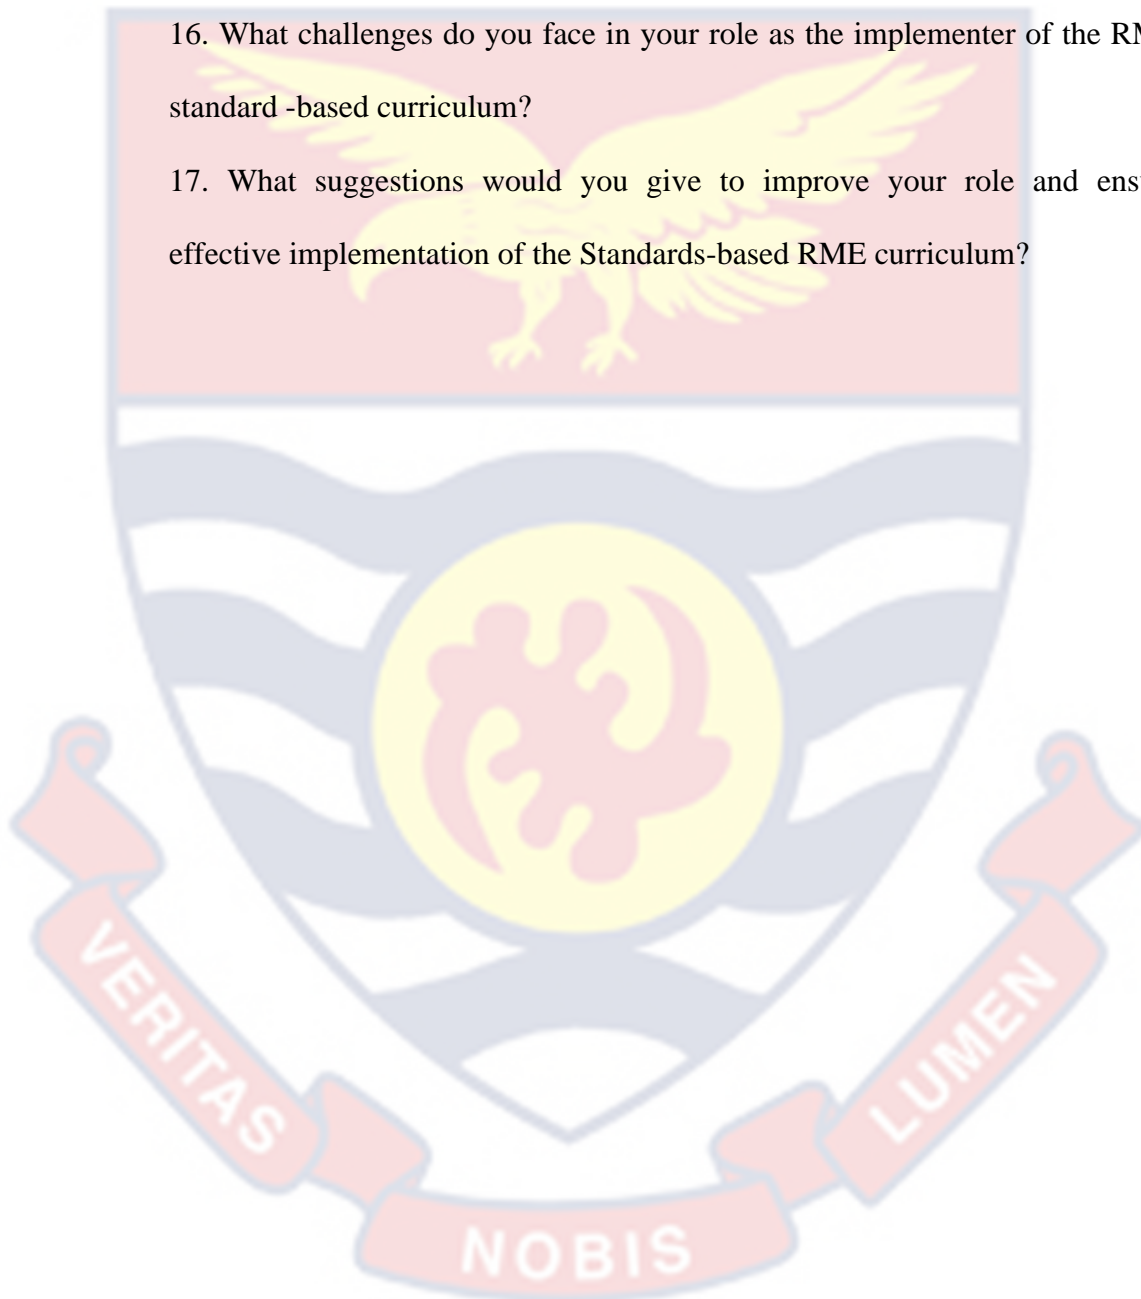 16. What challenges do you face in your role as the implementer of the
standard -based curriculum?
17. What suggestions would you give to improve your role and
effective implementation of the Standards-based RME curriculum?
VERITAS
NOBIS
LUMEN